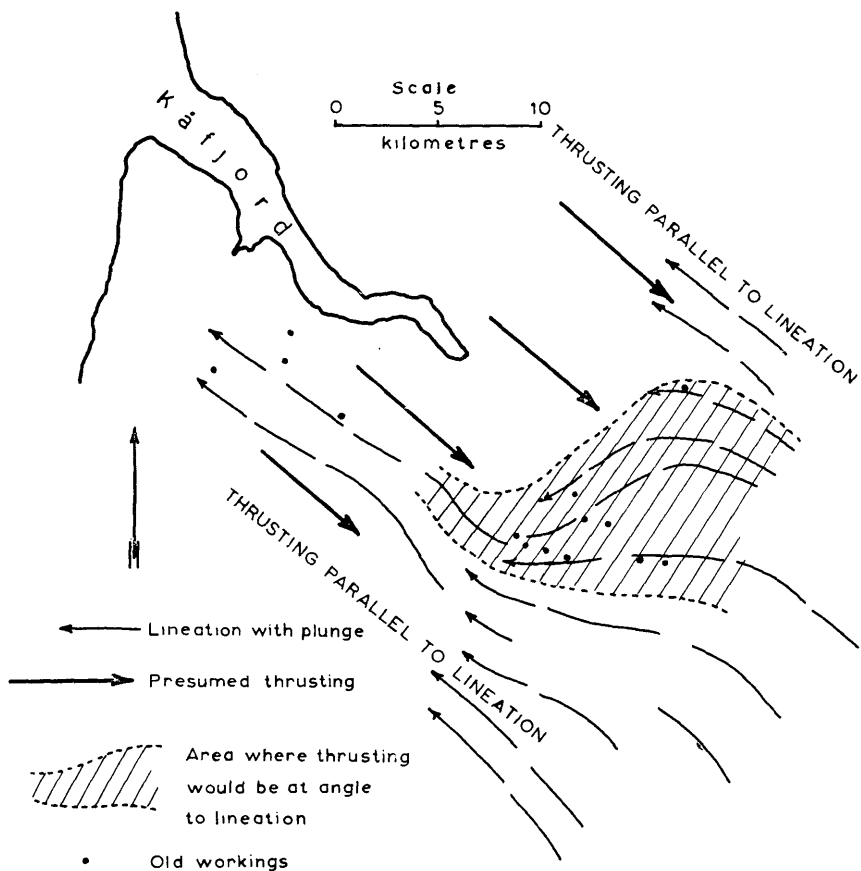 Scale
0 5 10
kilometres
Kåfjord
THRUSTING PARALLEL TO LINEATION
THRUSTING PARALLEL TO LINEATION
Lineation with plunge
Presumed thrusting
Area where thrusting
would be at angle
to lineation
Old workings